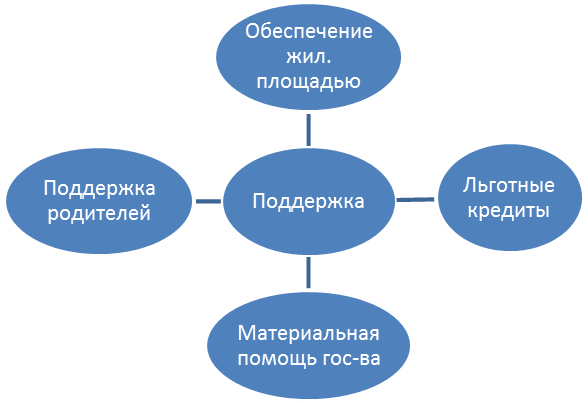 Обеспечение
жил.
площадью
Поддержка
родителей
Поддержка
Льготные
кредиты
Материальная
помощь гос-ва